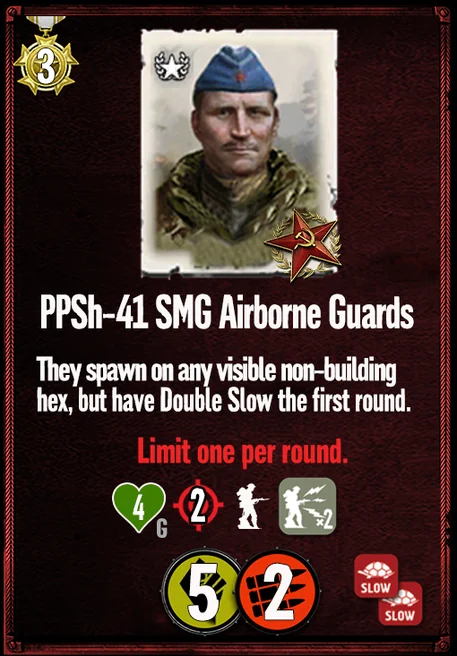 3
PPSh-41 SMG Airborne Guards
They spawn on any visible non-building
hex, but have Double Slow the first round.
Limit one per round.
4 G 2 ×2
5 2
SLOW
SLOW